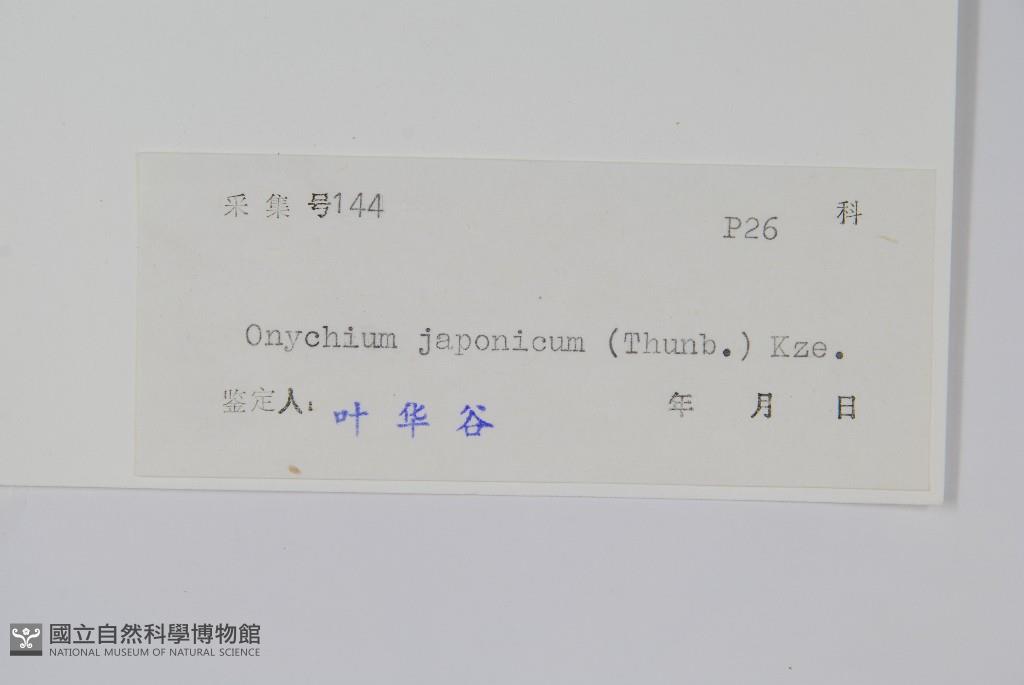 采集号144
P26 科
Onychium japonicum (Thunb.) Kze.
鉴定人: 叶华谷 年 月 日
國立自然科學博物館
NATIONAL MUSEUM OF NATURAL SCIENCE